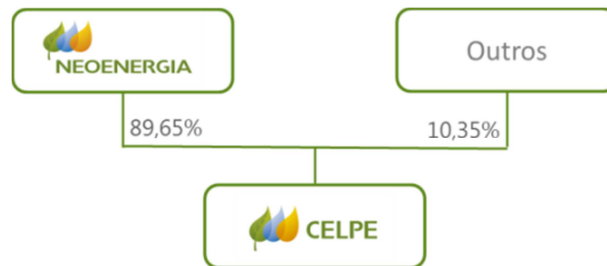 NEOENERGIA
Outros
89,65%
10,35%
CELPE